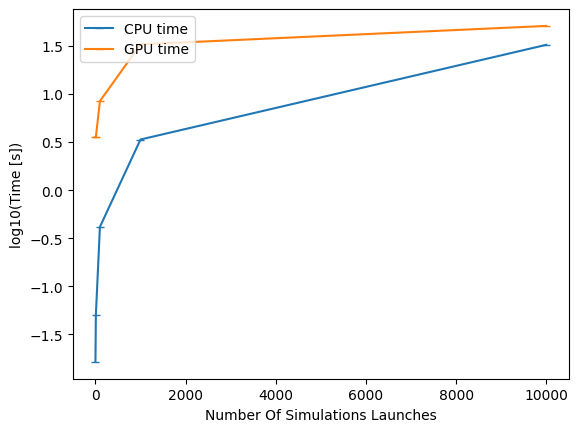 CPU time
GPU time
1.5
1.0
0.5
0.0
−0.5
−1.0
−1.5
log10(Time [s])
0 2000 4000 6000 8000 10000
Number Of Simulations Launches